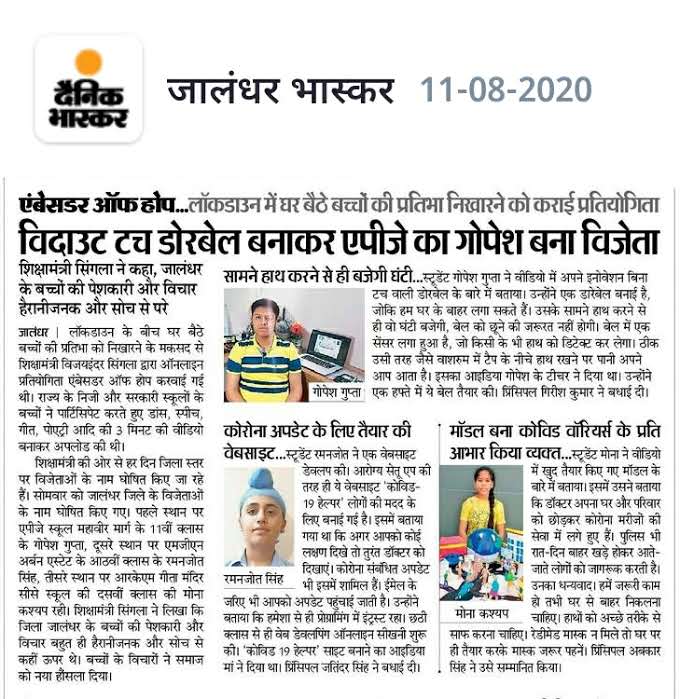 दैनिक
भास्कर
जालंधर भास्कर 11-08-2020
एंबेसडर ऑफ होप...लॉकडाउन में घर बैठे बच्चों की प्रतिभा निखारने को कराई प्रतियोगिता
विदाउट टच डोरबेल बनाकर एपीजे का गोपेश बना विजेता
शिक्षामंत्री सिंगला ने कहा, जालंधर
के बच्चों की पेशकारी और विचार
हैरानीजनक और सोच से परे
जालंधर | लॉकडाउन के बीच घर बैठे
बच्चों की प्रतिभा को निखारने के मकसद से
शिक्षामंत्री विजयइंदर सिंगला द्वारा ऑनलाइन
प्रतियोगिता एंबेसडर ऑफ होप करवाई गई
थी। राज्य के निजी और सरकारी स्कूलों के
बच्चों ने पार्टिसिपेट करते हुए डांस, स्पीच,
गीत, पोएट्री आदि की 3 मिनट की वीडियो
बनाकर अपलोड की थी।
शिक्षामंत्री की ओर से हर दिन जिला स्तर
पर विजेताओं के नाम घोषित किए जा रहे
हैं। सोमवार को जालंधर जिले के विजेताओं
के नाम घोषित किए गए। पहले स्थान पर
एपीजे स्कूल महावीर मार्ग के 11वीं क्लास
के गोपेश गुप्ता, दूसरे स्थान पर एमजीएन
अर्बन एस्टेट के आठवीं क्लास के रमनजोत
सिंह, तीसरे स्थान पर आरकेएम गीता मंदिर
सीसे स्कूल की दसवीं क्लास की मोना
कश्यप रही। शिक्षामंत्री सिंगला ने लिखा कि
जिला जालंधर के बच्चों की पेशकारी और
विचार बहुत ही हैरानीजनक और सोच से
कहीं ऊपर थे। बच्चों के विचारों ने समाज
को नया हौंसला दिया।
सामने हाथ करने से ही बजेगी घंटी...स्टूडेंट गोपेश गुप्ता ने वीडियो में अपने इनोवेशन बिना
टच वाली डोरबेल के बारे में बताया। उन्होंने एक डारेबेल बनाई है,
जोकि हम घर के बाहर लगा सकते हैं। उसके सामने हाथ करने से
ही वो घंटी बजेगी, बेल को छूने की जरूरत नहीं होगी। बेल में एक
सेंसर लगा हुआ है, जो किसी के भी हाथ को डिटेक्ट कर लेगा। ठीक
उसी तरह जैसे वाशरुम में टैप के नीचे हाथ रखने पर पानी अपने
आप आता है। इसका आइडिया गोपेश के टीचर ने दिया था। उन्होंने
एक हफ्ते में ये बेल तैयार की। प्रिंसिपल गिरीश कुमार ने बधाई दी।
गोपेश गुप्ता
कोरोना अपडेट के लिए तैयार की
वेबसाइट...स्टूडेंट रमनजोत ने एक वेबसाइट
डेवलप की। आरोग्य सेतु एप की
तरह ही ये वेबसाइट 'कोविड-
19 हेल्पर' लोगों की मदद के
लिए बनाई गई है। इसमें बताया
गया था कि अगर आपको कोई
लक्षण दिखे तो तुरंत डॉक्टर को
दिखाएं। कोरोना संबंधित अपडेट
भी इसमें शामिल हैं। ईमेल के
जरिए भी आपको अपडेट पहुंचाई जाती है। उन्होंने
बताया कि हमेशा से ही प्रोग्रामिंग में इंट्रस्ट रहा। छठी
क्लास से ही वेब डेवलपिंग ऑनलाइन सीखनी शुरू
की। 'कोविड 19 हेल्पर' साइट बनाने का आइडिया
मां ने दिया था। प्रिंसिपल जतिंदर सिंह ने बधाई दी।
रमनजोत सिंह
मॉडल बना कोविड वॉरियर्स के प्रति
आभार किया व्यक्त...स्टूडेंट मोना ने वीडियो
में खुद तैयार किए गए मॉडल के
बारे में बताया। इसमें उसने बताया
कि डॉक्टर अपना घर और परिवार
को छोड़कर कोरोना मरीजों की
सेवा में लगे हुए हैं। पुलिस भी
रात-दिन बाहर खड़े होकर आते-
जाते लोगों को जागरूक करती है।
उनका धन्यवाद। हमें जरूरी काम
हो तभी घर से बाहर निकलना
चाहिए। हाथों को अच्छे तरीके से
साफ करना चाहिए। रेडीमेड मास्क न मिले तो घर पर
ही तैयार करके मास्क जरूर पहनें। प्रिंसिपल अवकार
सिंह ने उसे सम्मानित किया।
मोना कश्यप